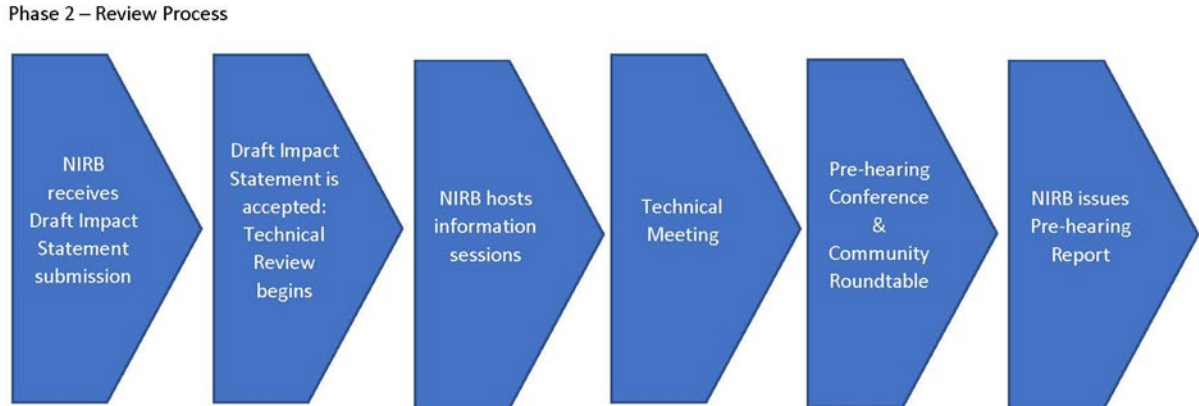 Phase 2 – Review Process
NIRB
receives
Draft Impact
Statement
submission
Draft Impact
Statement is
accepted:
Technical
Review
begins
NIRB hosts
information
sessions
Technical
Meeting
Pre-hearing
Conference
&
Community
Roundtable
NIRB issues
Pre-hearing
Report